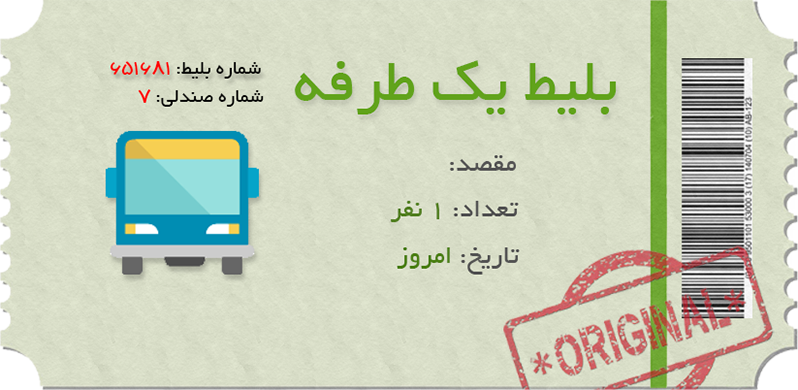 بلیط یک طرفه
شماره بلیط: ۶۵۱۶۸۱
شماره صندلی: ۷
مقصد:
تعداد: ۱ نفر
تاریخ: امروز
*ORIGINAL*